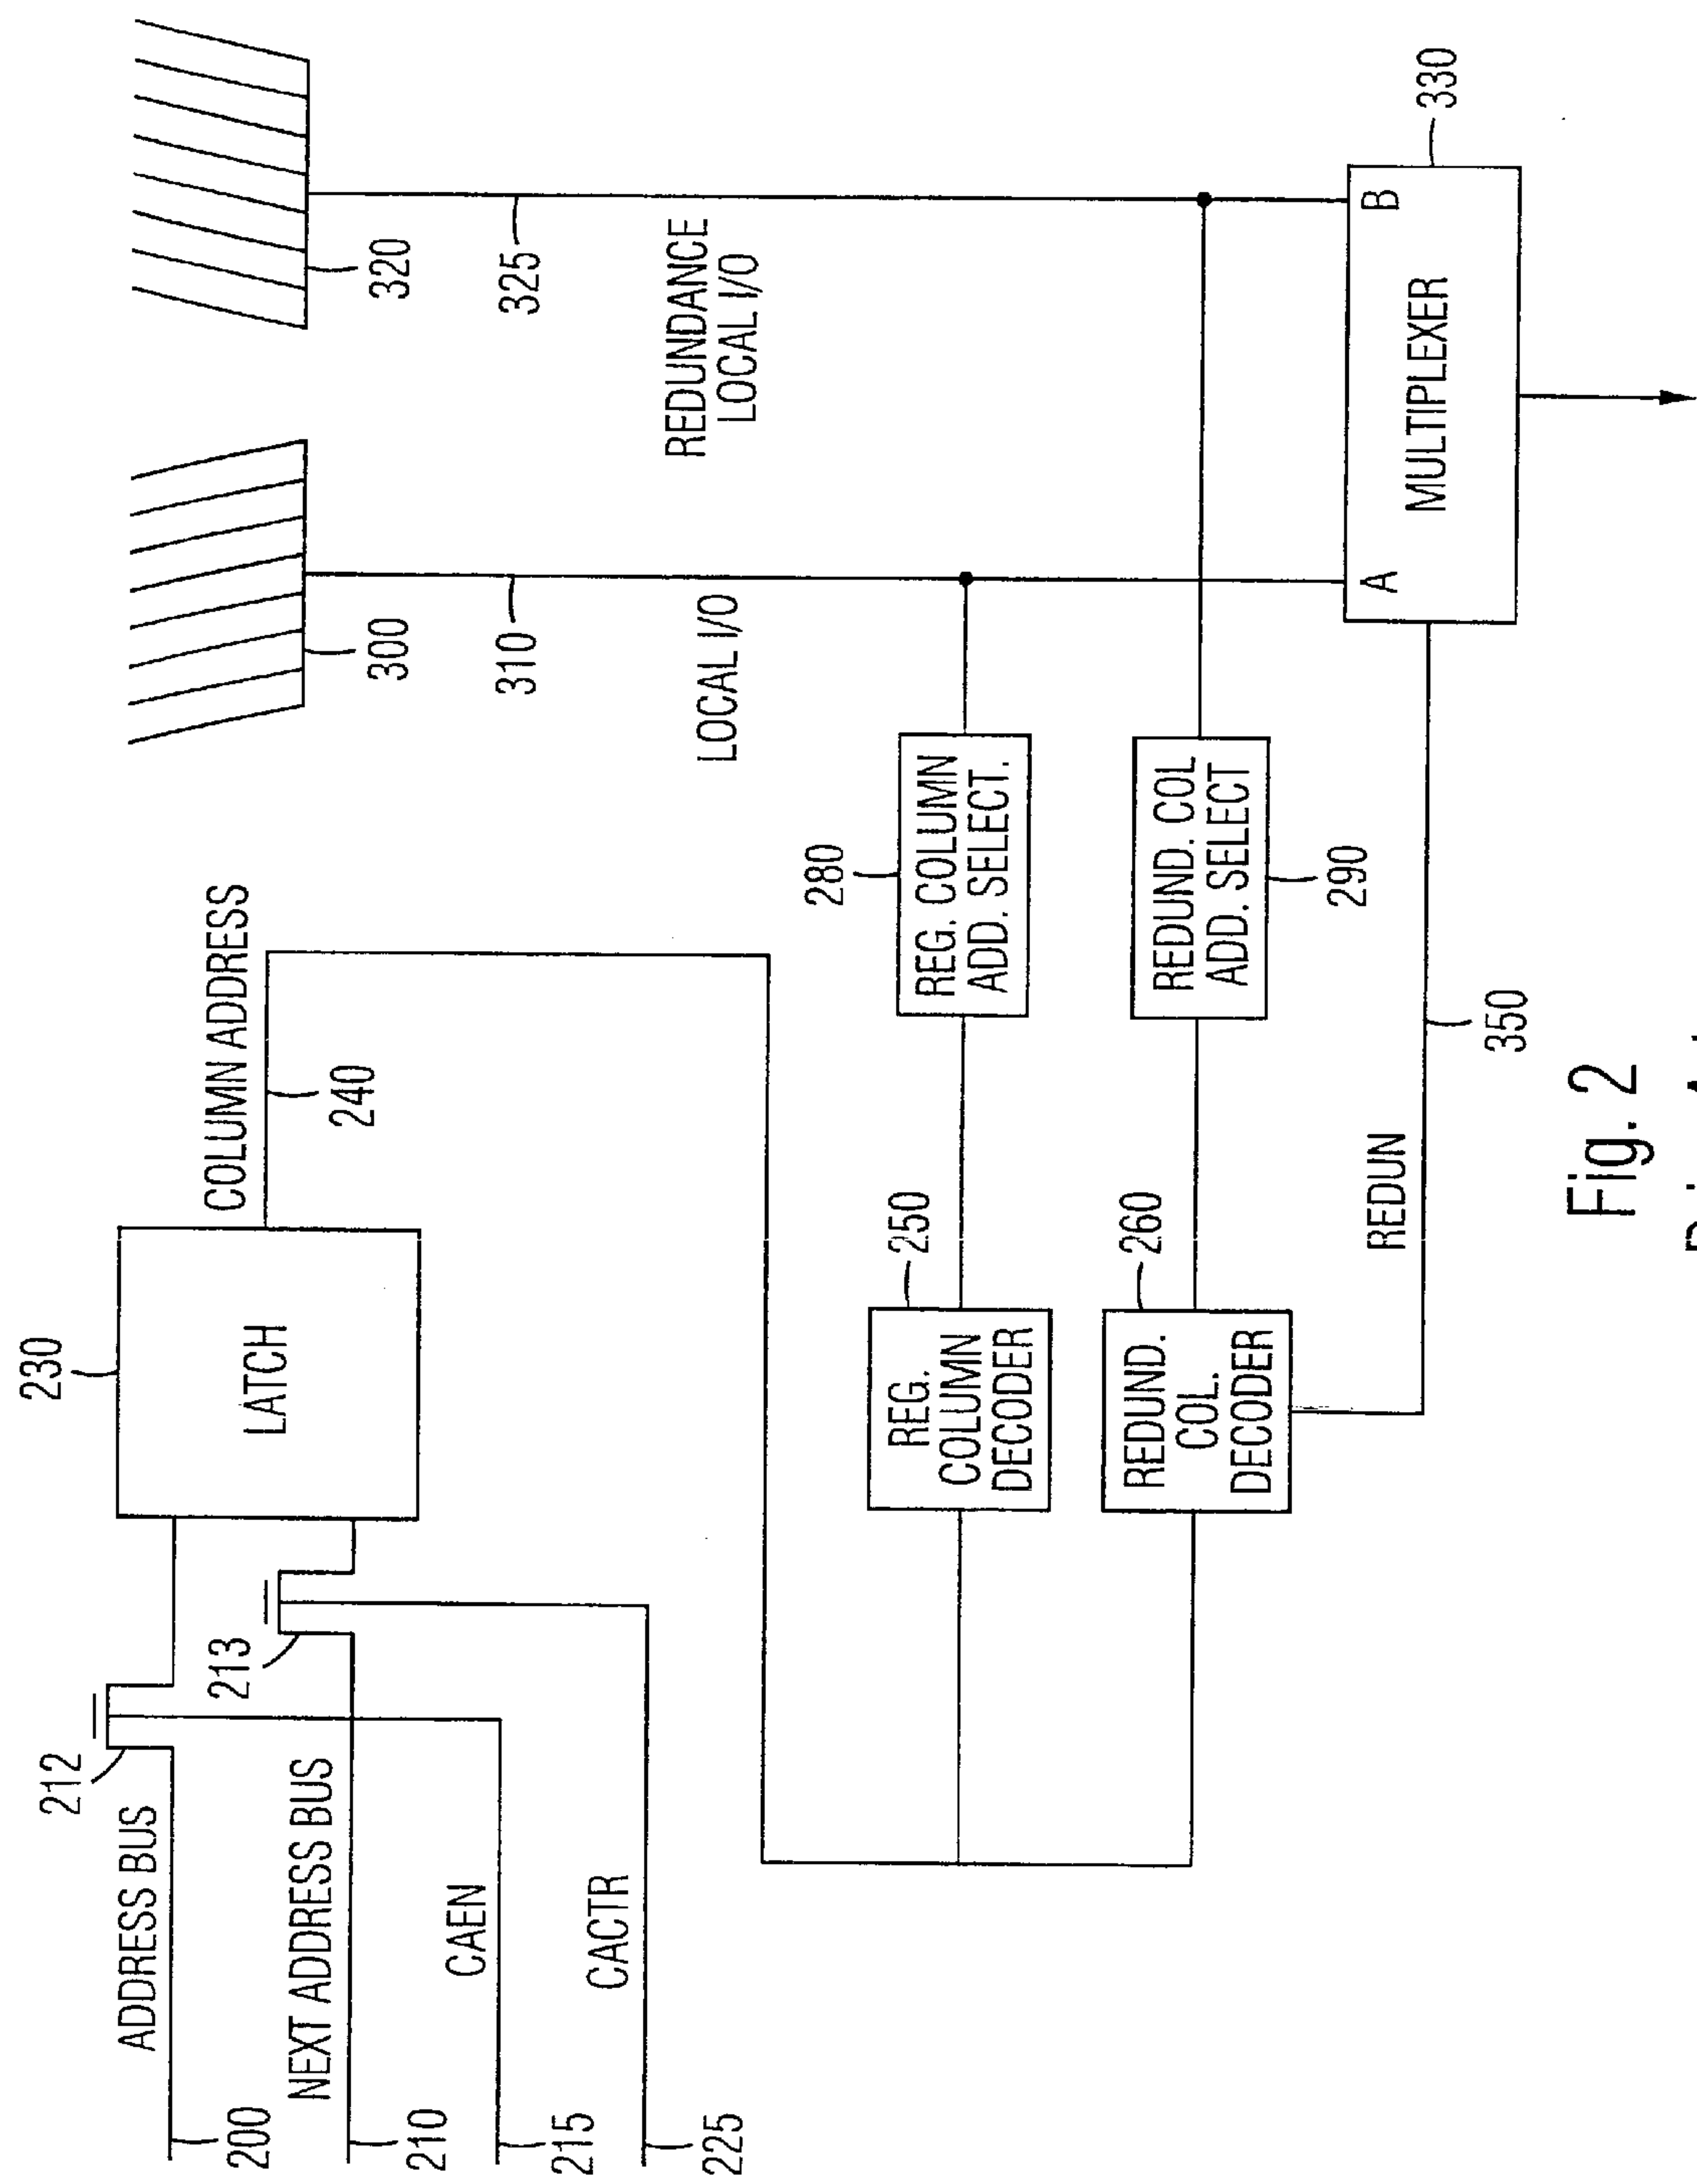 230
212
ADDRESS BUS
200
213
NEXT ADDRESS BUS
210
CAEN
215
CACTR
225
LATCH
COLUMN ADDRESS
240
300
320
310
LOCAL I/O
325
REDUNDANCE
LOCAL I/O
250
REG.
COLUMN
DECODER
280
REG. COLUMN
ADD. SELECT.
260
REDUND.
COL.
DECODER
REDUND. COL
ADD. SELECT
290
REDUN
350
A
B
MULTIPLEXER
330
Fig. 2